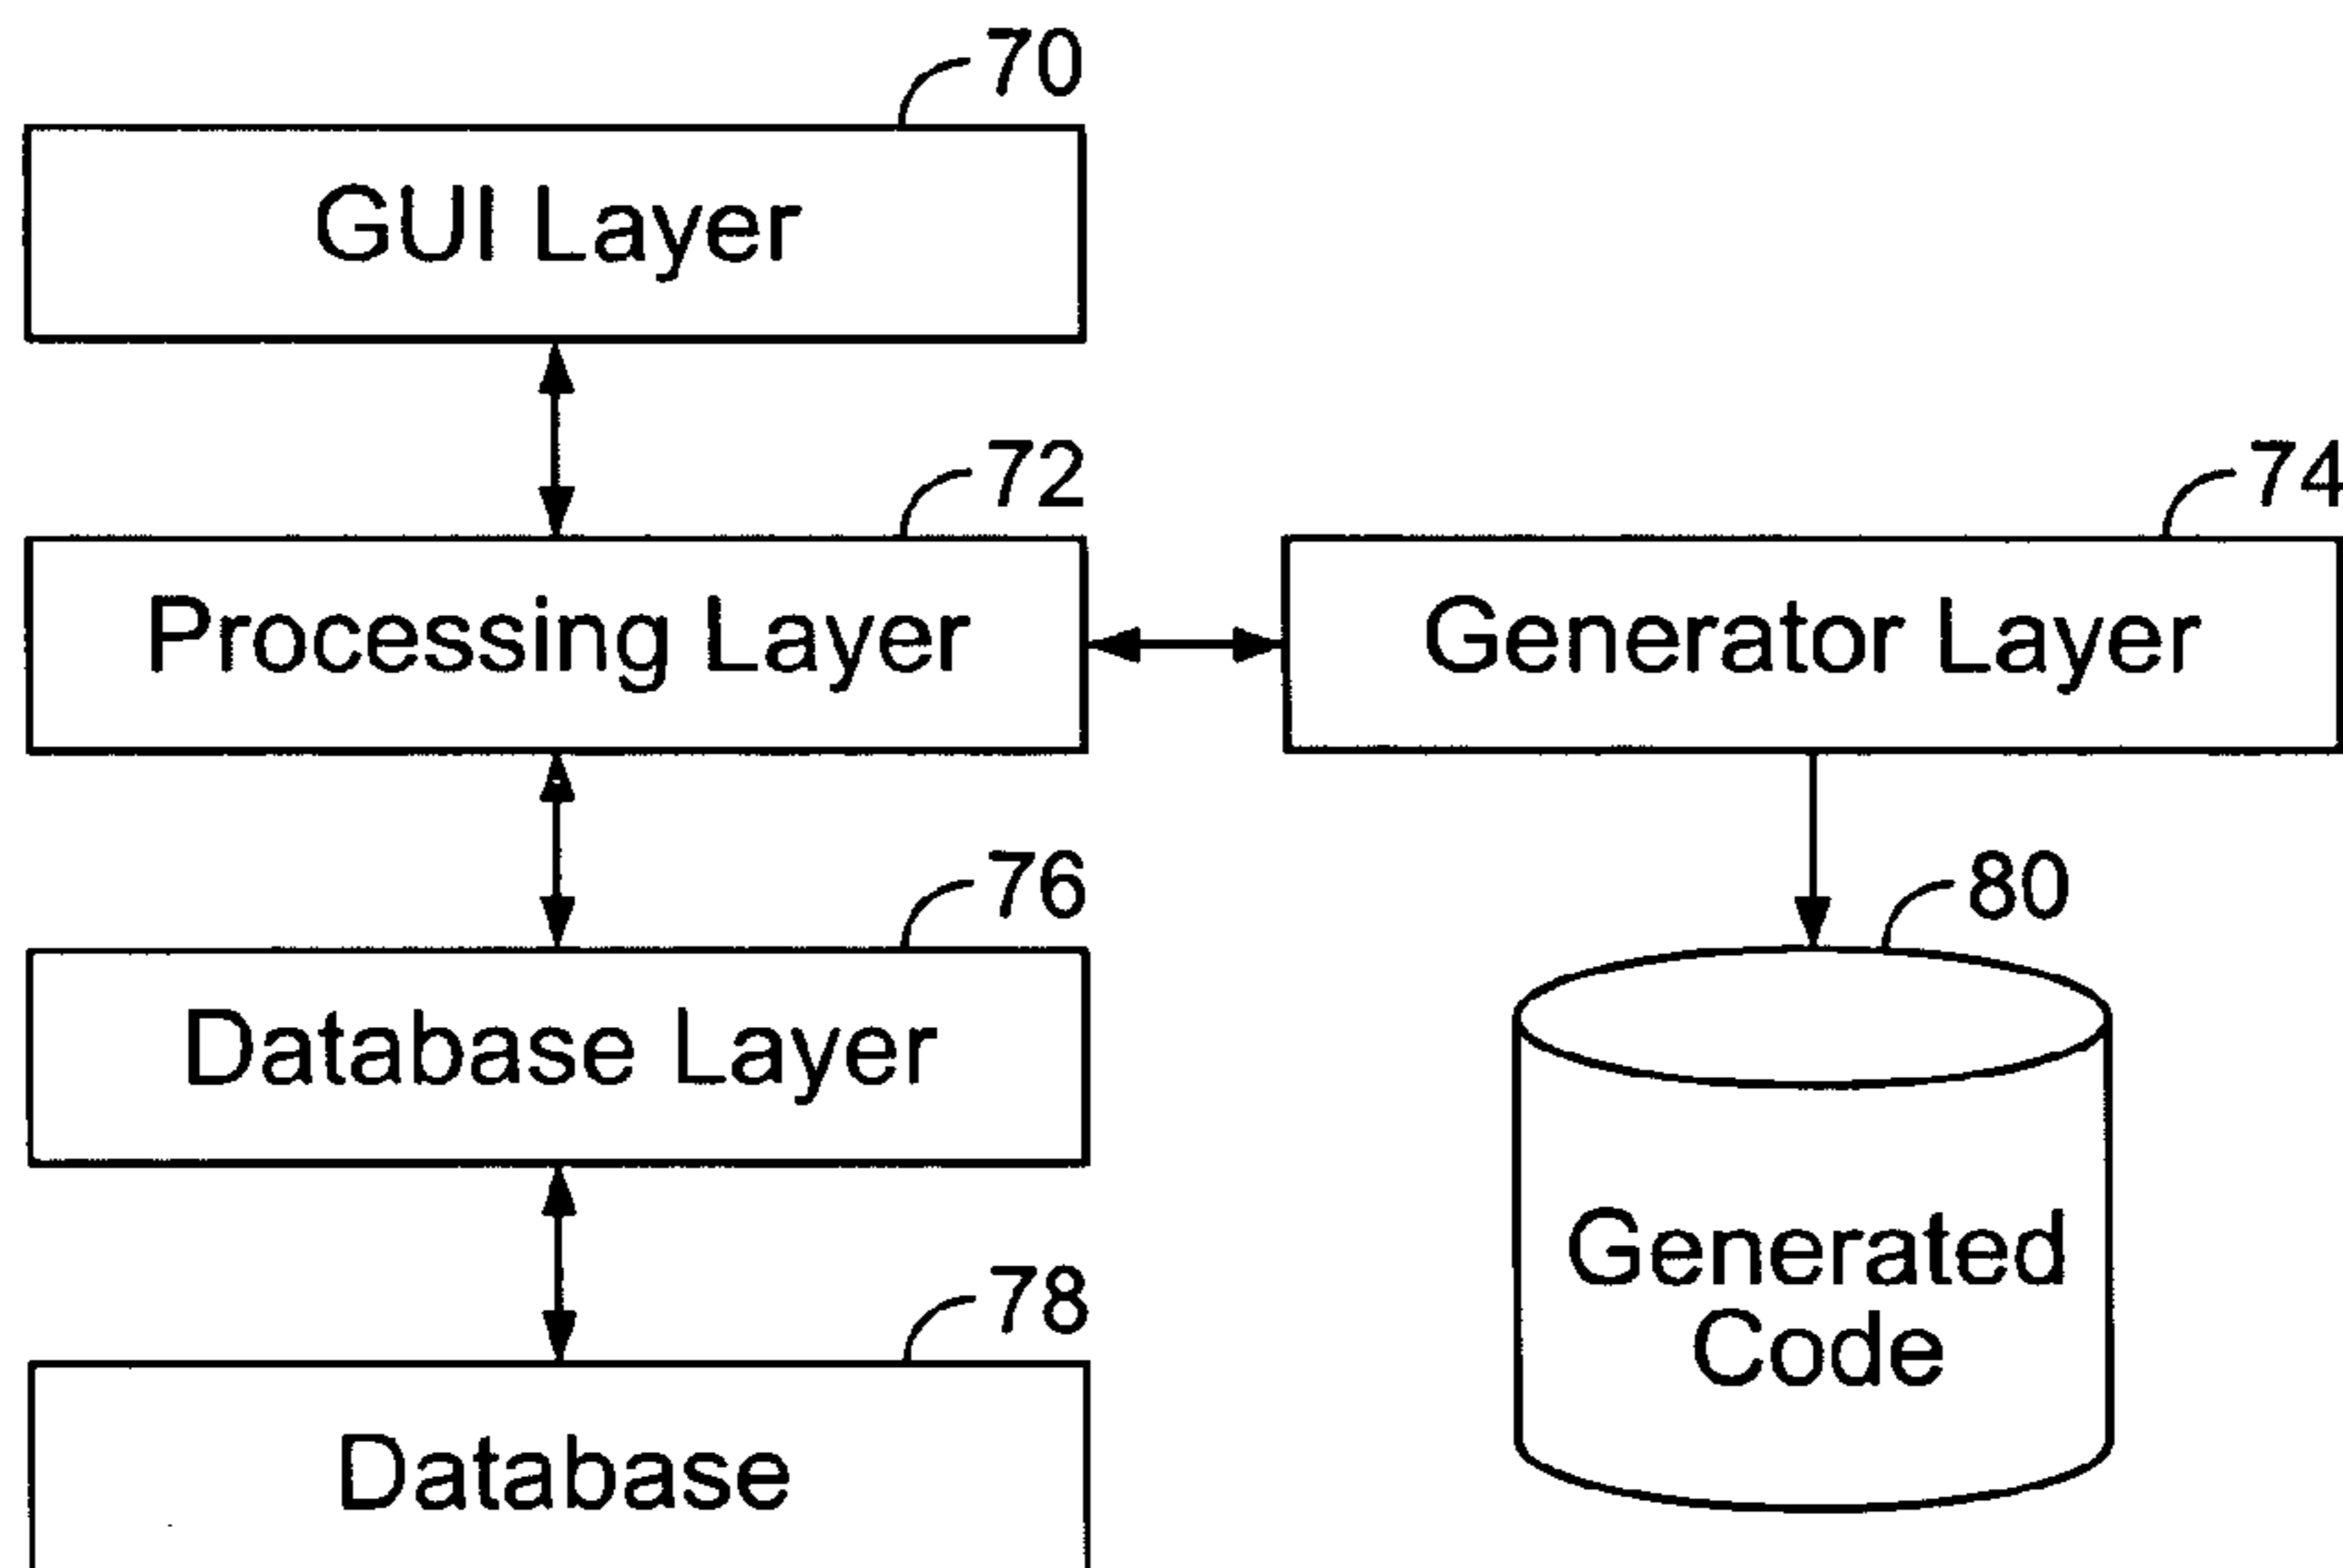 70
GUI Layer
72
74
Processing Layer
Generator Layer
76
80
Database Layer
Generated
Code
78
Database